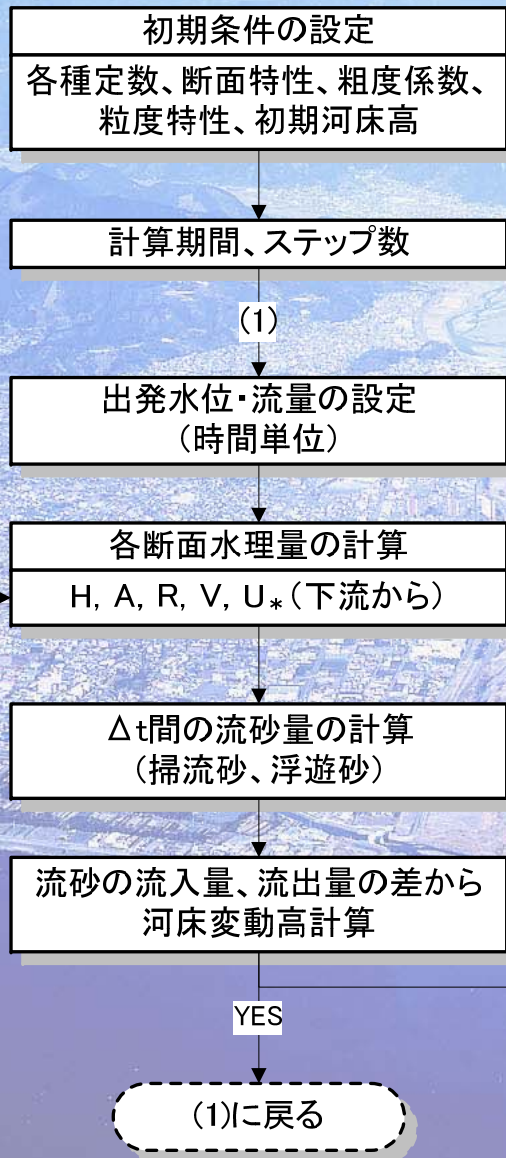 初期条件の設定
各種定数、断面特性、粗度係数、
粒度特性、初期河床高
計算期間、ステップ数
(1)
出発水位・流量の設定
(時間単位)
各断面水理量の計算
H, A, R, V, U* (下流から)
Δt間の流砂量の計算
(掃流砂、浮遊砂)
流砂の流入量、流出量の差から
河床変動高計算
YES
(1)に戻る